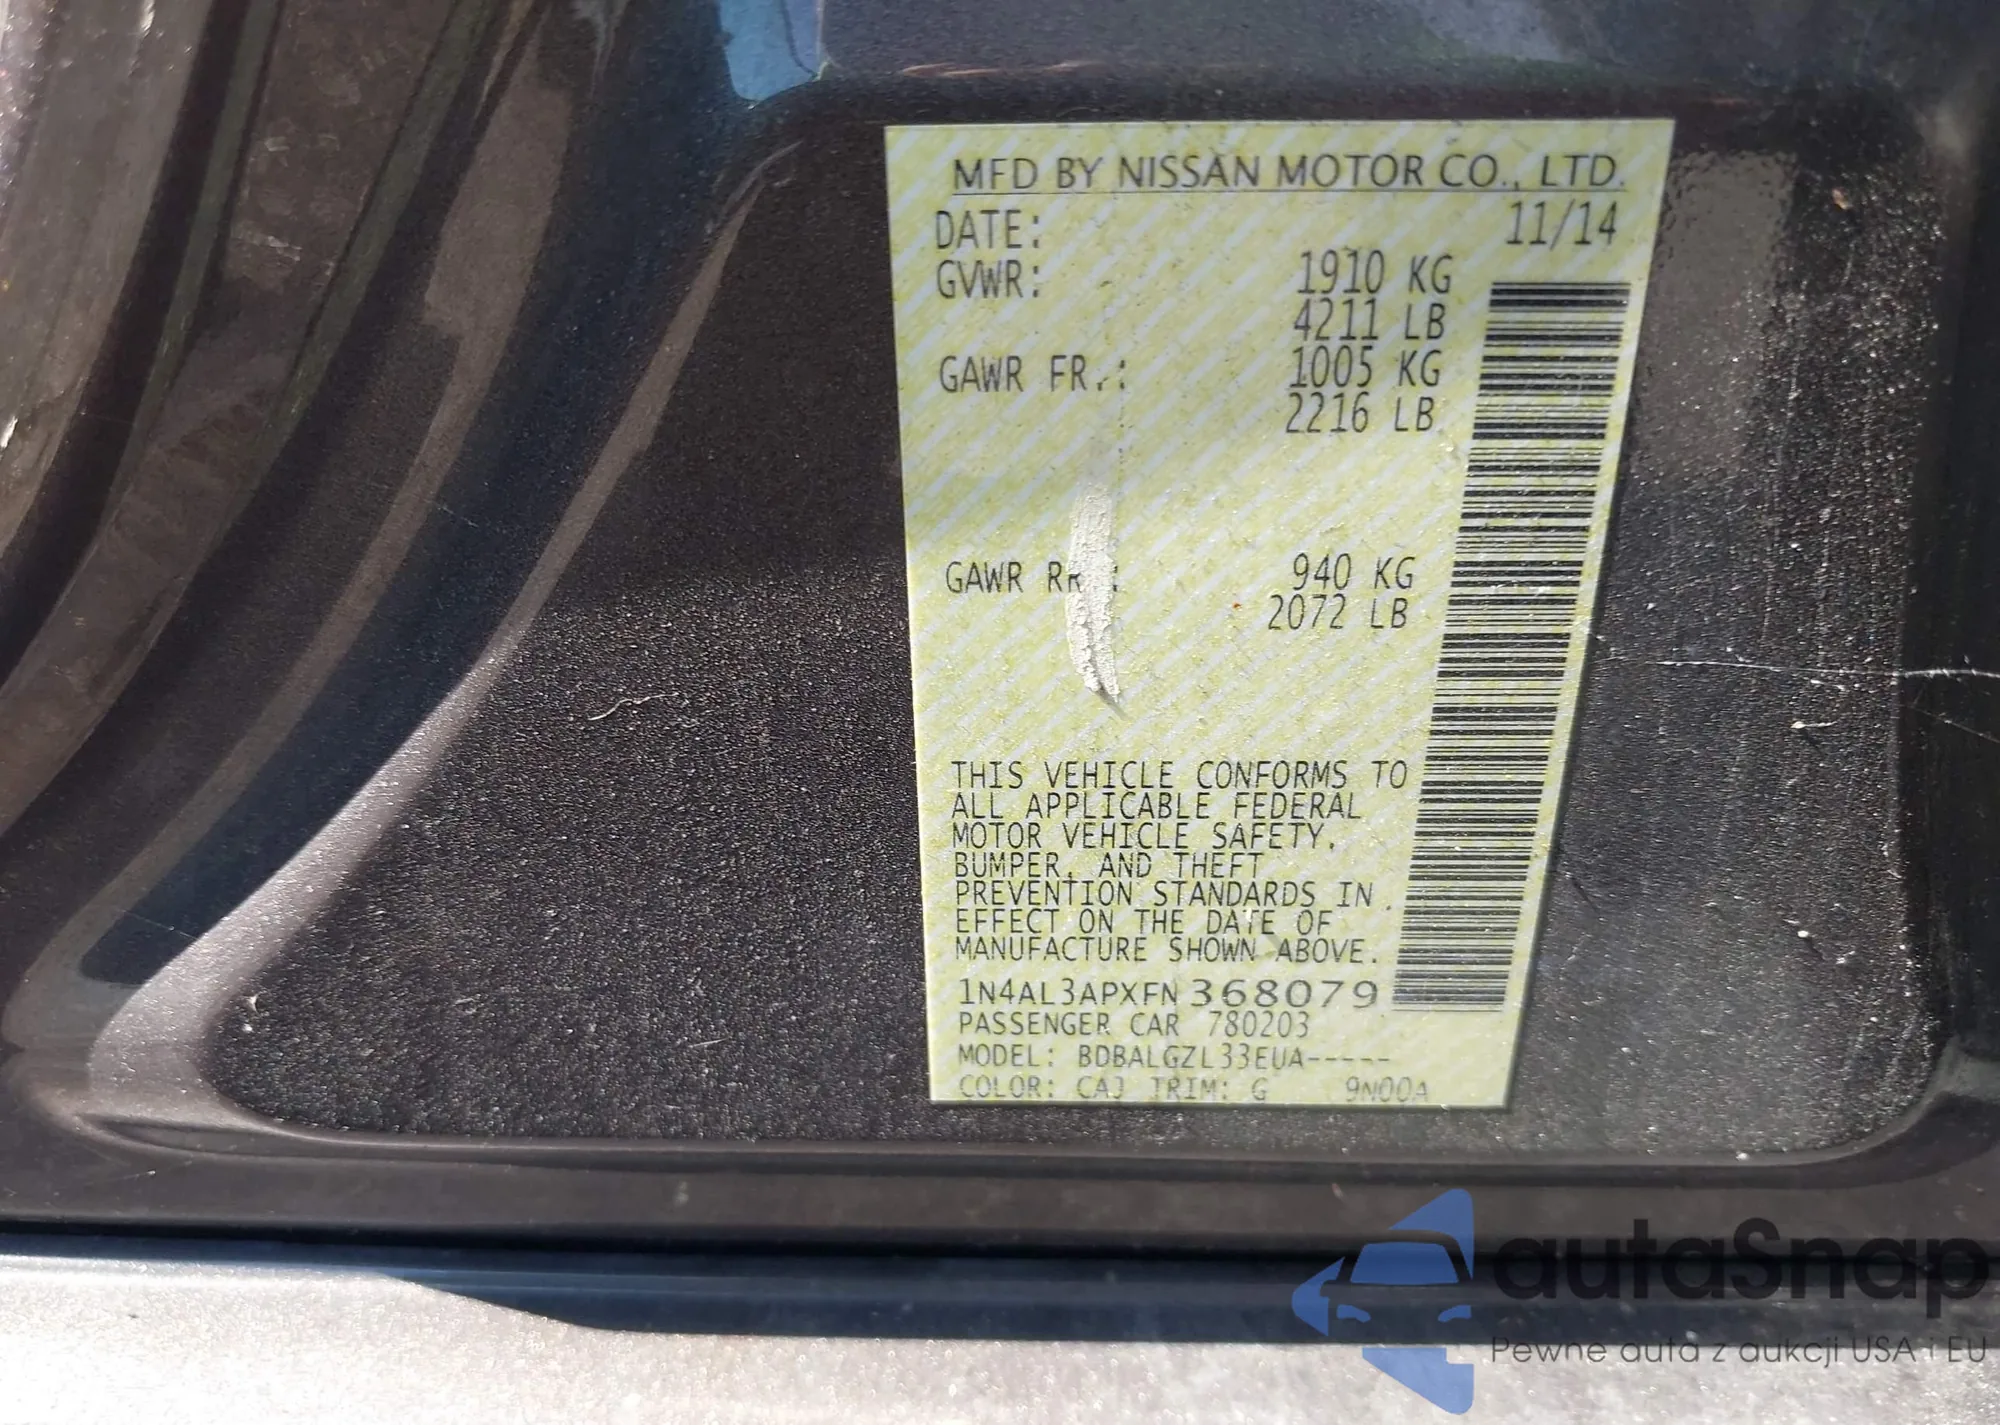 MFD BY NISSAN MOTOR CO., LTD.
DATE: 11/14
GVWR: 1910 KG
4211 LB
GAWR FR.: 1005 KG
2216 LB
GAWR RR.: 940 KG
2072 LB
THIS VEHICLE CONFORMS TO
ALL APPLICABLE FEDERAL
MOTOR VEHICLE SAFETY,
BUMPER, AND THEFT
PREVENTION STANDARDS IN
EFFECT ON THE DATE OF
MANUFACTURE SHOWN ABOVE.
1N4AL3APXFN368079
PASSENGER CAR 780203
MODEL: BDBALGZL33EUA-----
COLOR: CAJ TRIM: G 9N00A
autaSnap
Pewne auta z aukcji USA i EU